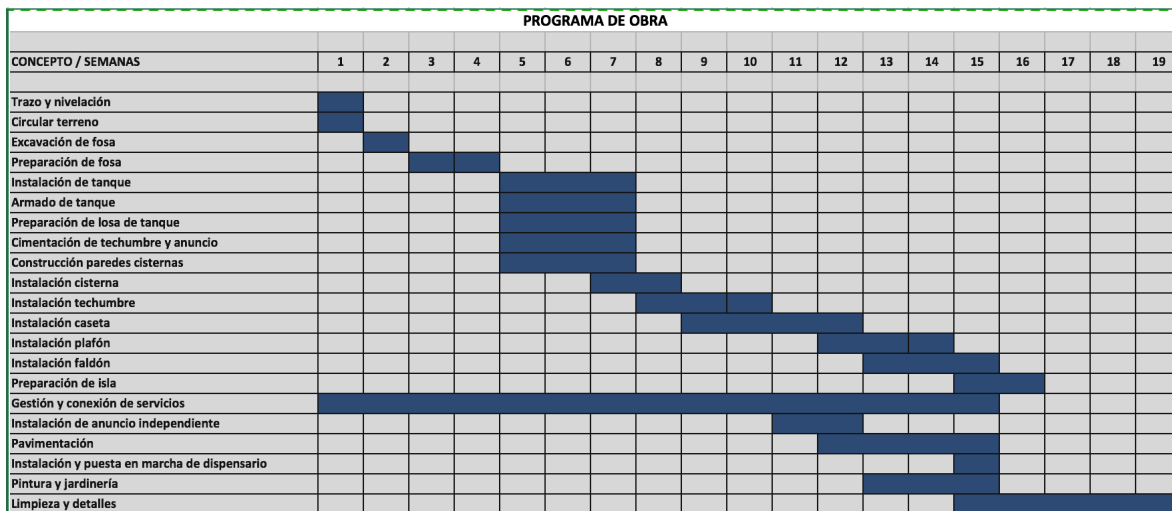 PROGRAMA DE OBRA
CONCEPTO / SEMANAS 1 2 3 4 5 6 7 8 9 10 11 12 13 14 15 16 17 18 19
Trazo y nivelación
Circular terreno
Excavación de fosa
Preparación de fosa
Instalación de tanque
Armado de tanque
Preparación de losa de tanque
Cimentación de techumbre y anuncio
Construcción paredes cisternas
Instalación cisterna
Instalación techumbre
Instalación caseta
Instalación plafón
Instalación faldón
Preparación de isla
Gestión y conexión de servicios
Instalación de anuncio independiente
Pavimentación
Instalación y puesta en marcha de dispensario
Pintura y jardinería
Limpieza y detalles